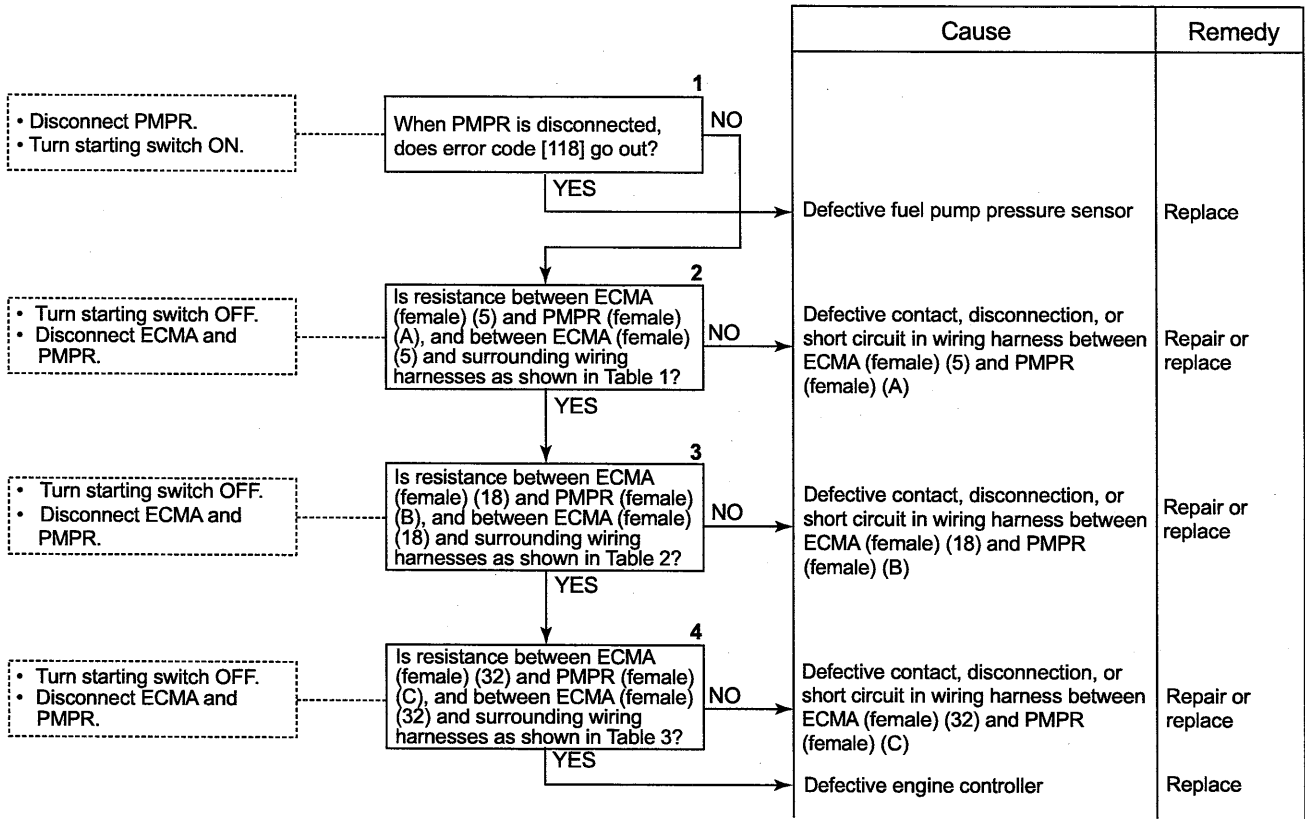 Cause
Remedy
1
• Disconnect PMPR.
• Turn starting switch ON.
When PMPR is disconnected,
does error code [118] go out?
NO
YES
Defective fuel pump pressure sensor
Replace
2
• Turn starting switch OFF.
• Disconnect ECMA and
PMPR.
Is resistance between ECMA
(female) (5) and PMPR (female)
(A), and between ECMA (female)
(5) and surrounding wiring
harnesses as shown in Table 1?
NO
YES
Defective contact, disconnection, or
short circuit in wiring harness between
ECMA (female) (5) and PMPR
(female) (A)
Repair or
replace
3
• Turn starting switch OFF.
• Disconnect ECMA and
PMPR.
Is resistance between ECMA
(female) (18) and PMPR (female)
(B), and between ECMA (female)
(18) and surrounding wiring
harnesses as shown in Table 2?
NO
YES
Defective contact, disconnection, or
short circuit in wiring harness between
ECMA (female) (18) and PMPR
(female) (B)
Repair or
replace
4
• Turn starting switch OFF.
• Disconnect ECMA and
PMPR.
Is resistance between ECMA
(female) (32) and PMPR (female)
(C), and between ECMA (female)
(32) and surrounding wiring
harnesses as shown in Table 3?
NO
YES
Defective contact, disconnection, or
short circuit in wiring harness between
ECMA (female) (32) and PMPR
(female) (C)
Repair or
replace
Defective engine controller
Replace